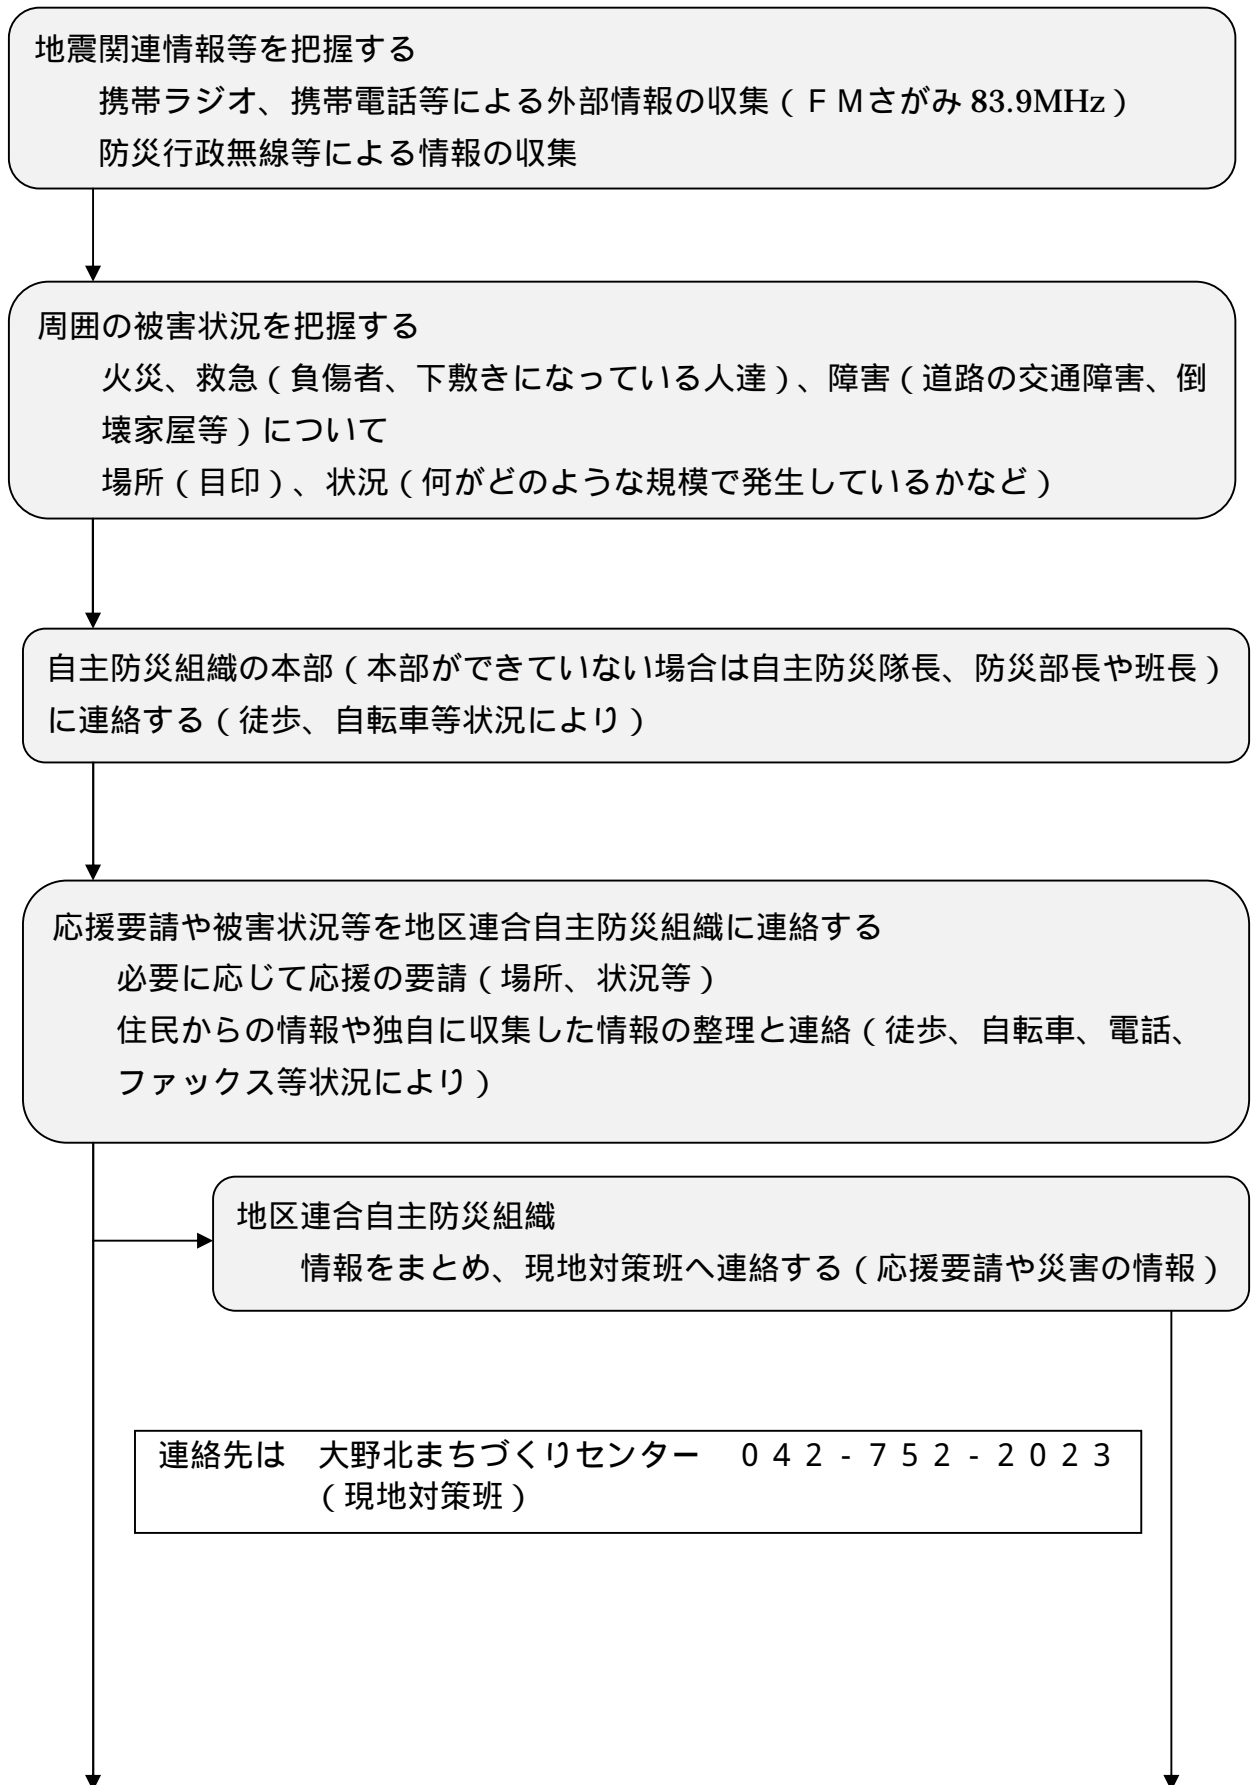 地震関連情報等を把握する
携帯ラジオ、携帯電話等による外部情報の収集（ＦＭさがみ 83.9MHz）
防災行政無線等による情報の収集
周囲の被害状況を把握する
火災、救急（負傷者、下敷きになっている人達）、障害（道路の交通障害、倒
壊家屋等）について
場所（目印）、状況（何がどのような規模で発生しているかなど）
自主防災組織の本部（本部ができていない場合は自主防災隊長、防災部長や班長）
に連絡する（徒歩、自転車等状況により）
応援要請や被害状況等を地区連合自主防災組織に連絡する
必要に応じて応援の要請（場所、状況等）
住民からの情報や独自に収集した情報の整理と連絡（徒歩、自転車、電話、
ファックス等状況により）
地区連合自主防災組織
情報をまとめ、現地対策班へ連絡する（応援要請や災害の情報）
連絡先は　大野北まちづくりセンター　０４２-７５２-２０２３
（現地対策班）